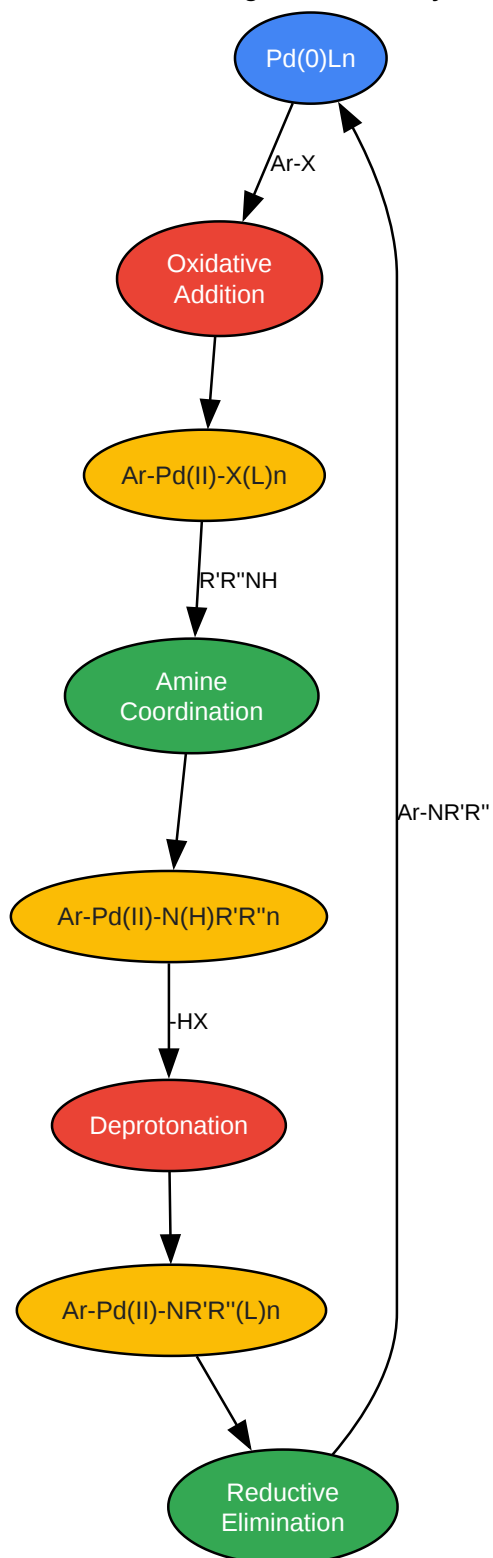 Pd(0)Ln
Ar-X
Oxidative
Addition
Ar-Pd(II)-X(L)n
R'R"NH
Amine
Coordination
Ar-NR'R"
Ar-Pd(II)-N(H)R'R"n
-HX
Deprotonation
Ar-Pd(II)-NR'R"(L)n
Reductive
Elimination